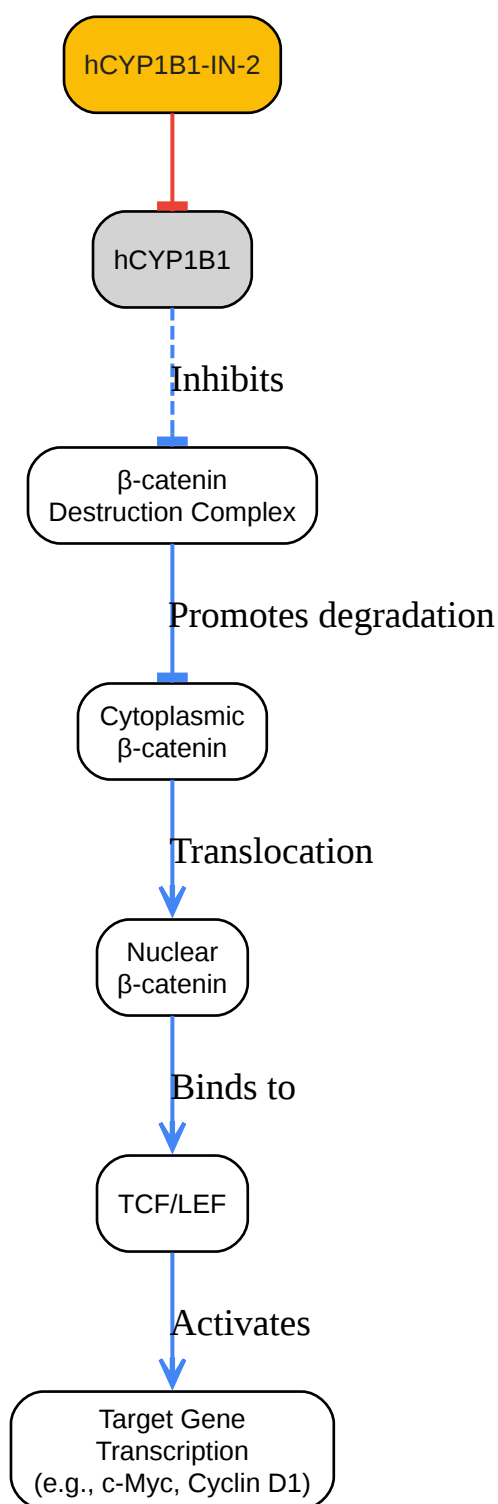 hCYP1B1-IN-2
hCYP1B1
Inhibits
β-catenin
Destruction Complex
Promotes degradation
Cytoplasmic
β-catenin
Translocation
Nuclear
β-catenin
Binds to
TCF/LEF
Activates
Target Gene
Transcription
(e.g., c-Myc, Cyclin D1)